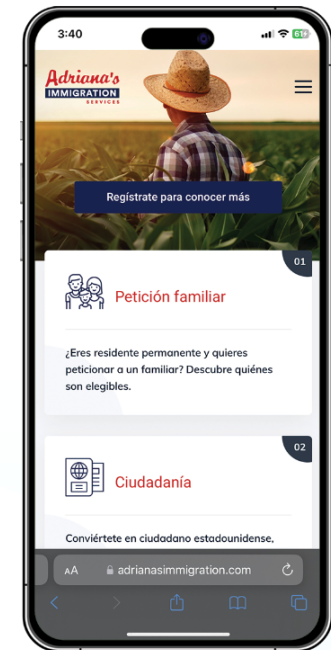 3:40
61
Adriana's
IMMIGRATION
SERVICES
Regístrate para conocer más
01
Petición familiar
¿Eres residente permanente y quieres
peticionar a un familiar? Descubre quiénes
son elegibles.
02
Ciudadanía
Conviértete en ciudadano estadounidense,
AA adrianasimmigration.com